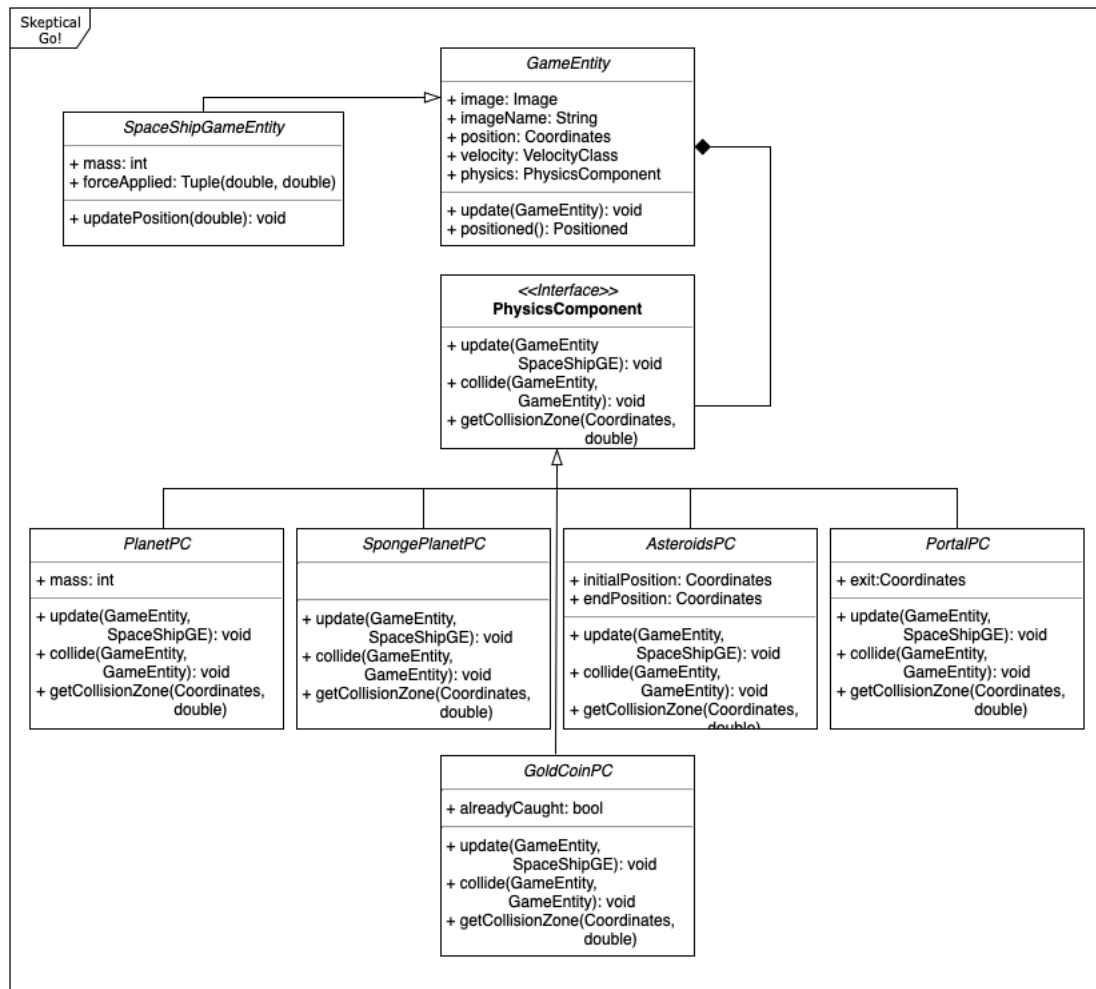 Skeptical
Go!
GameEntity
+ image: Image
+ imageName: String
+ position: Coordinates
+ velocity: VelocityClass
+ physics: PhysicsComponent
+ update(GameEntity): void
+ positioned(): Positioned
SpaceShipGameEntity
+ mass: int
+ forceApplied: Tuple(double, double)
+ updatePosition(double): void
<<Interface>>
PhysicsComponent
+ update(GameEntity
SpaceShipGE): void
+ collide(GameEntity,
GameEntity): void
+ getCollisionZone(Coordinates,
double)
PlanetPC
+ mass: int
+ update(GameEntity,
SpaceShipGE): void
+ collide(GameEntity,
GameEntity): void
+ getCollisionZone(Coordinates,
double)
SpongePlanetPC
+ update(GameEntity,
SpaceShipGE): void
+ collide(GameEntity,
GameEntity): void
+ getCollisionZone(Coordinates,
double)
AsteroidsPC
+ initialPosition: Coordinates
+ endPosition: Coordinates
+ update(GameEntity,
SpaceShipGE): void
+ collide(GameEntity,
GameEntity): void
+ getCollisionZone(Coordinates,
double)
PortalPC
+ exit:Coordinates
+ update(GameEntity,
SpaceShipGE): void
+ collide(GameEntity,
GameEntity): void
+ getCollisionZone(Coordinates,
double)
GoldCoinPC
+ alreadyCaught: bool
+ update(GameEntity,
SpaceShipGE): void
+ collide(GameEntity,
GameEntity): void
+ getCollisionZone(Coordinates,
double)